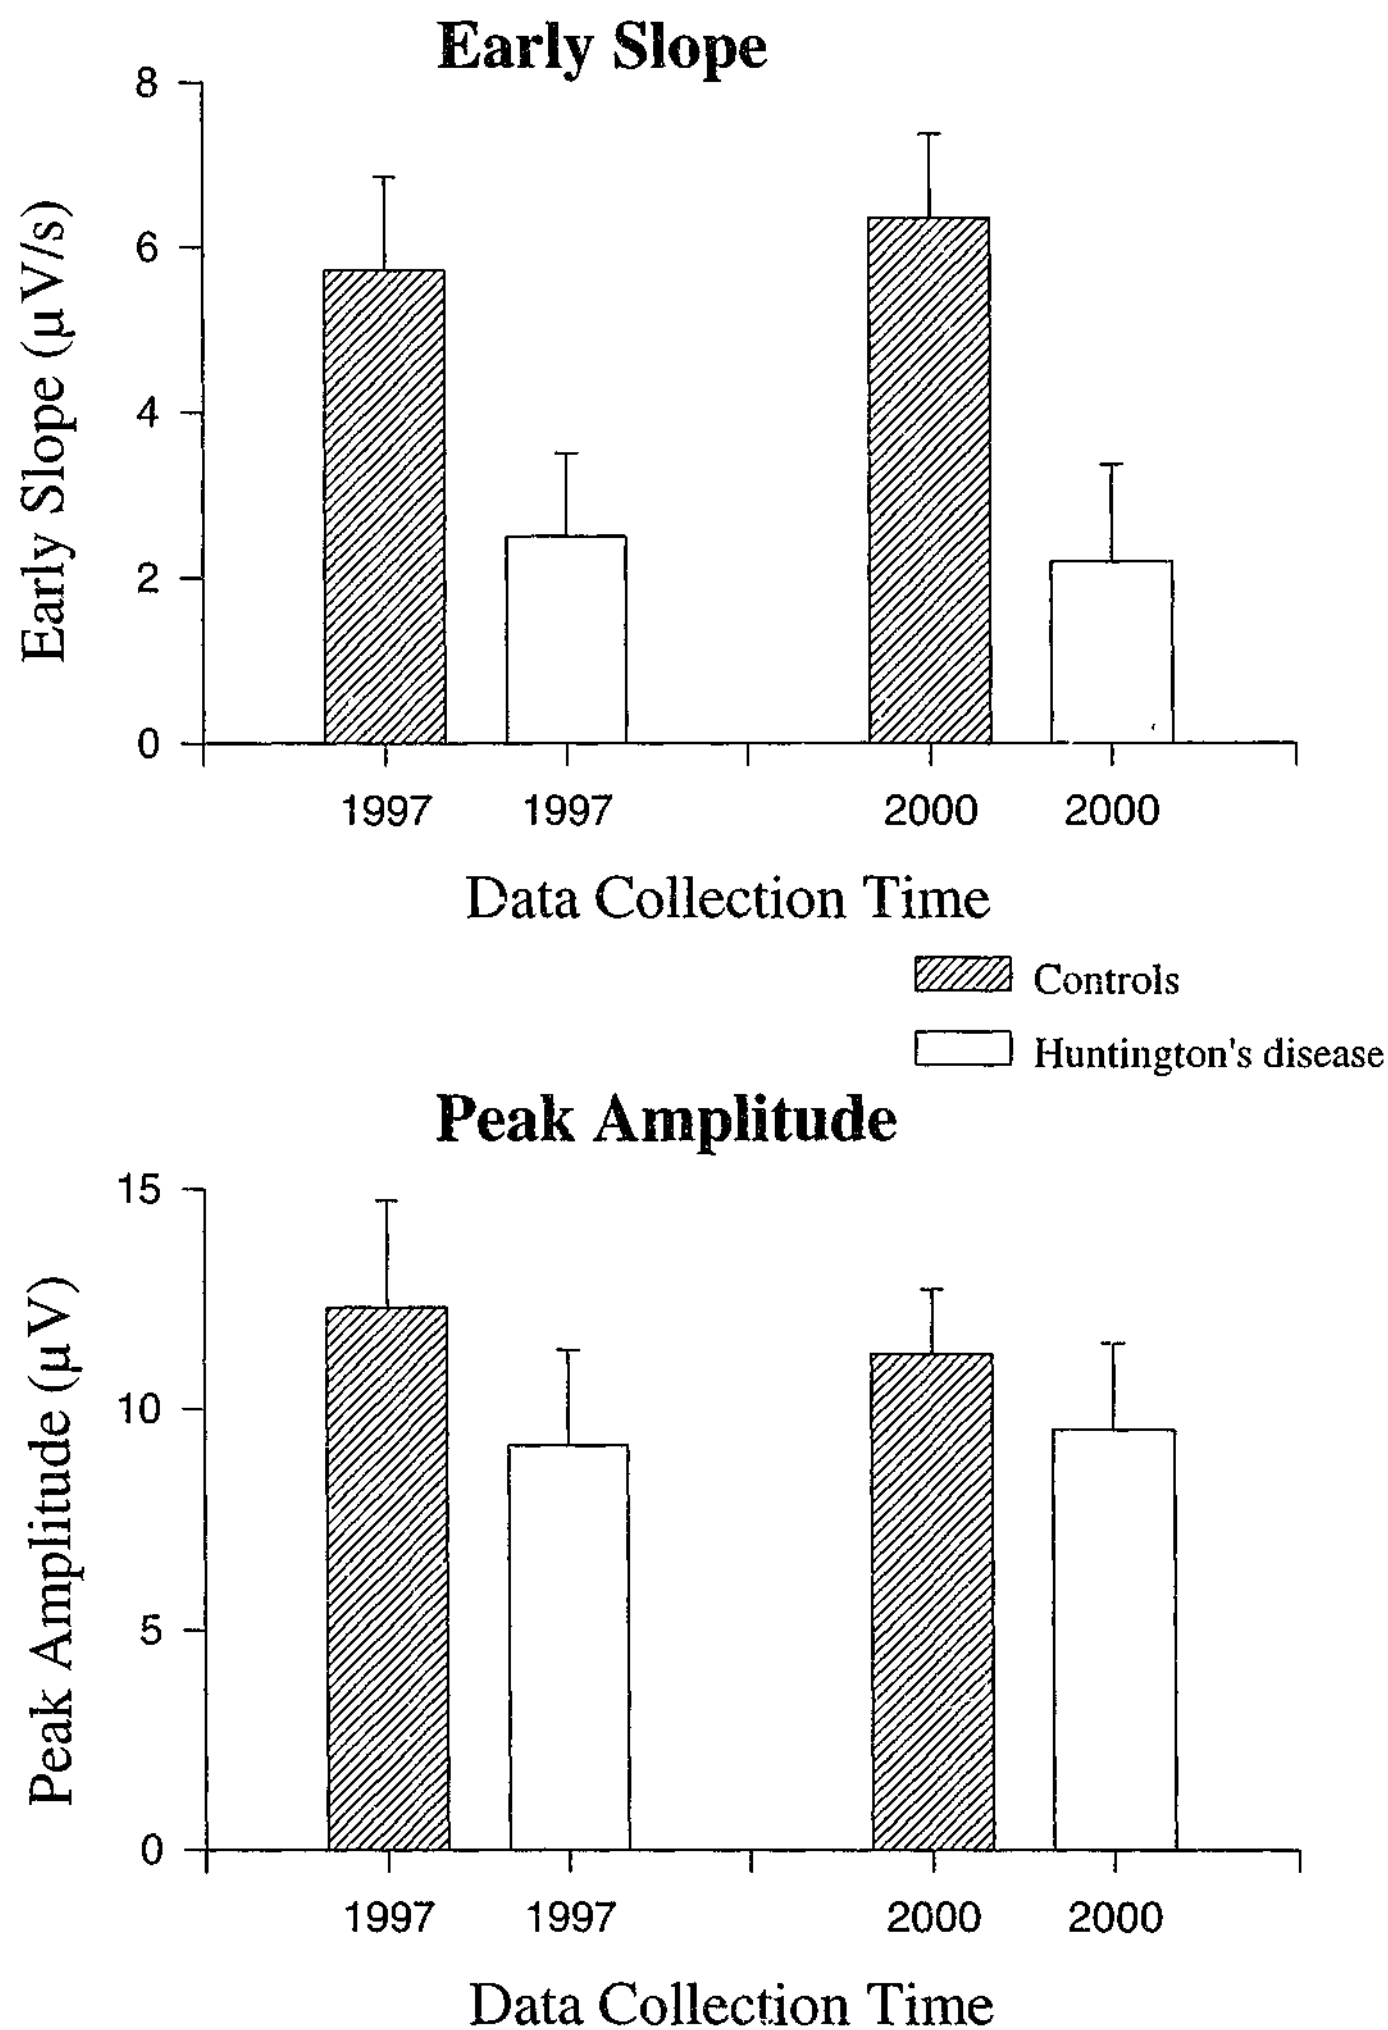 Early Slope
8
6
4
2
0
Early Slope (μV/s)
1997 1997 2000 2000
Data Collection Time
Controls
Huntington's disease
Peak Amplitude
15
10
5
0
Peak Amplitude (μV)
1997 1997 2000 2000
Data Collection Time